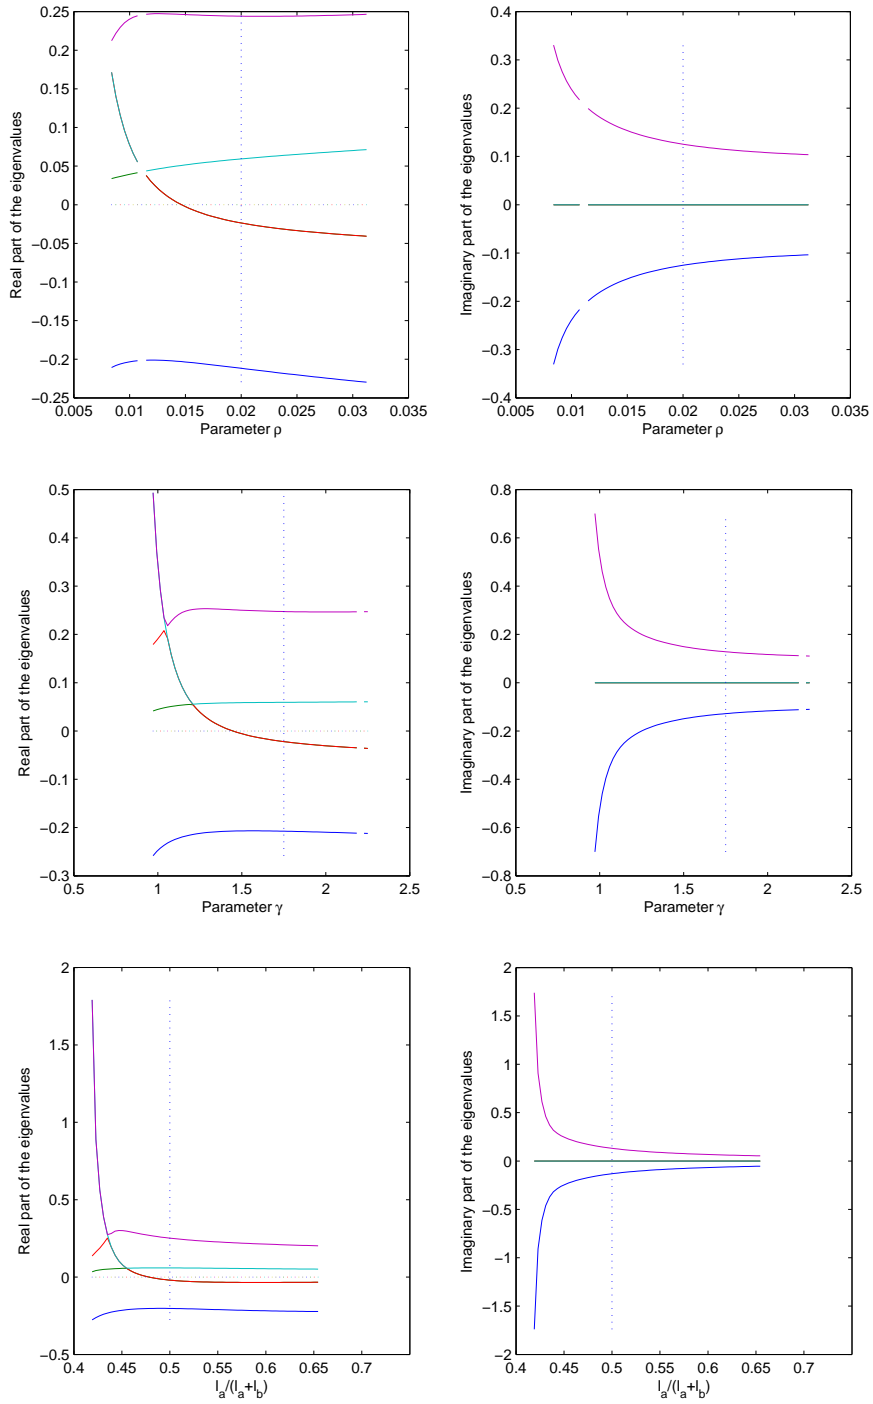 0.25
0.2
0.15
0.1
0.05
0
−0.05
−0.1
−0.15
−0.2
−0.25
Real part of the eigenvalues
0.005 0.01 0.015 0.02 0.025 0.03 0.035
Parameter ρ
0.4
0.3
0.2
0.1
0
−0.1
−0.2
−0.3
−0.4
Imaginary part of the eigenvalues
0.005 0.01 0.015 0.02 0.025 0.03 0.035
Parameter ρ
0.5
0.4
0.3
0.2
0.1
0
−0.1
−0.2
−0.3
Real part of the eigenvalues
0.5 1 1.5 2 2.5
Parameter γ
0.8
0.6
0.4
0.2
0
−0.2
−0.4
−0.6
−0.8
Imaginary part of the eigenvalues
0.5 1 1.5 2 2.5
Parameter γ
2
1.5
1
0.5
0
−0.5
Real part of the eigenvalues
0.4 0.45 0.5 0.55 0.6 0.65 0.7
l_a/(l_a+l_b)
2
1.5
1
0.5
0
−0.5
−1
−1.5
−2
Imaginary part of the eigenvalues
0.4 0.45 0.5 0.55 0.6 0.65 0.7
l_a/(l_a+l_b)